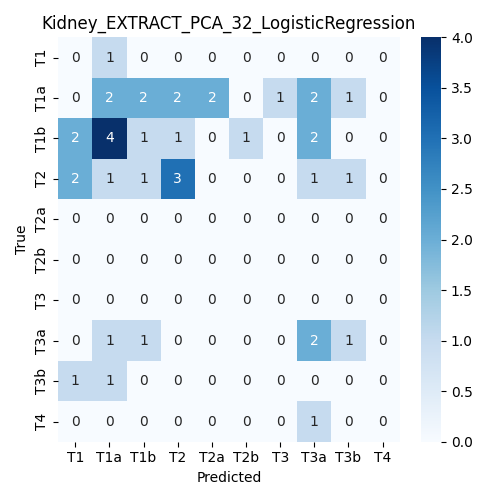 Kidney_EXTRACT_PCA_32_LogisticRegression
T1 0 1 0 0 0 0 0 0 0 0
T1a 0 2 2 2 2 0 1 2 1 0
T1b 2 4 1 1 0 1 0 2 0 0
T2 2 1 1 3 0 0 0 1 1 0
T2a 0 0 0 0 0 0 0 0 0 0
T2b 0 0 0 0 0 0 0 0 0 0
T3 0 0 0 0 0 0 0 0 0 0
T3a 0 1 1 0 0 0 0 2 1 0
T3b 1 1 0 0 0 0 0 0 0 0
T4 0 0 0 0 0 0 0 1 0 0
T1 T1a T1b T2 T2a T2b T3 T3a T3b T4
Predicted
True
4.0
3.5
3.0
2.5
2.0
1.5
1.0
0.5
0.0